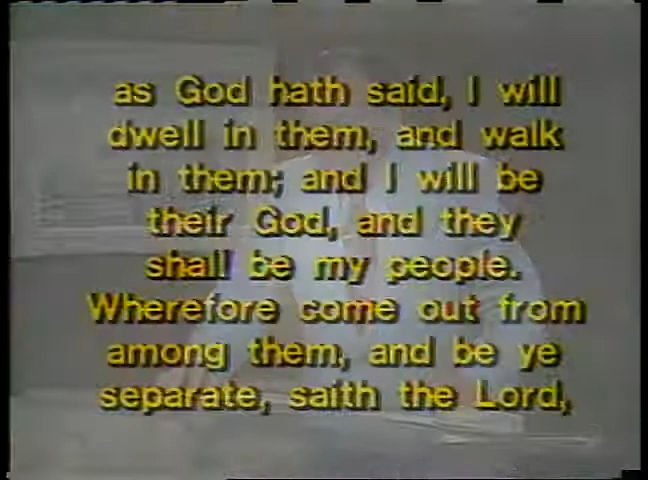 as God hath said, I will
dwell in them, and walk
in them; and I will be
their God, and they
shall be my people.
Wherefore come out from
among them, and be ye
separate, saith the Lord,